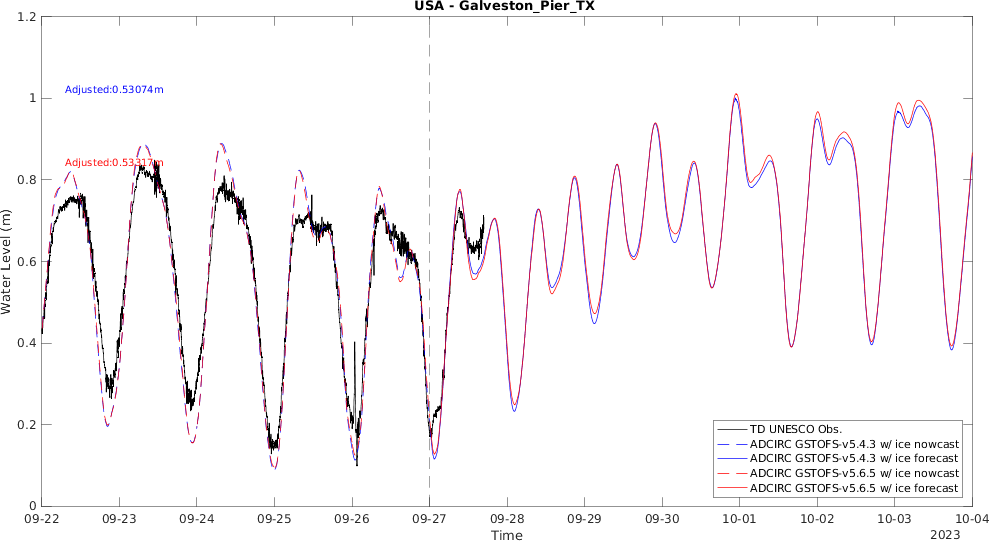 USA - Galveston_Pier_TX
1.2
1
0.8
0.6
0.4
0.2
0
Water Level (m)
Adjusted:0.53074m
Adjusted:0.53317m
TD UNESCO Obs.
ADCIRC GSTOFS-v5.4.3 w/ ice nowcast
ADCIRC GSTOFS-v5.4.3 w/ ice forecast
ADCIRC GSTOFS-v5.6.5 w/ ice nowcast
ADCIRC GSTOFS-v5.6.5 w/ ice forecast
09-22 09-23 09-24 09-25 09-26 09-27 09-28 09-29 09-30 10-01 10-02 10-03 10-04
Time
2023